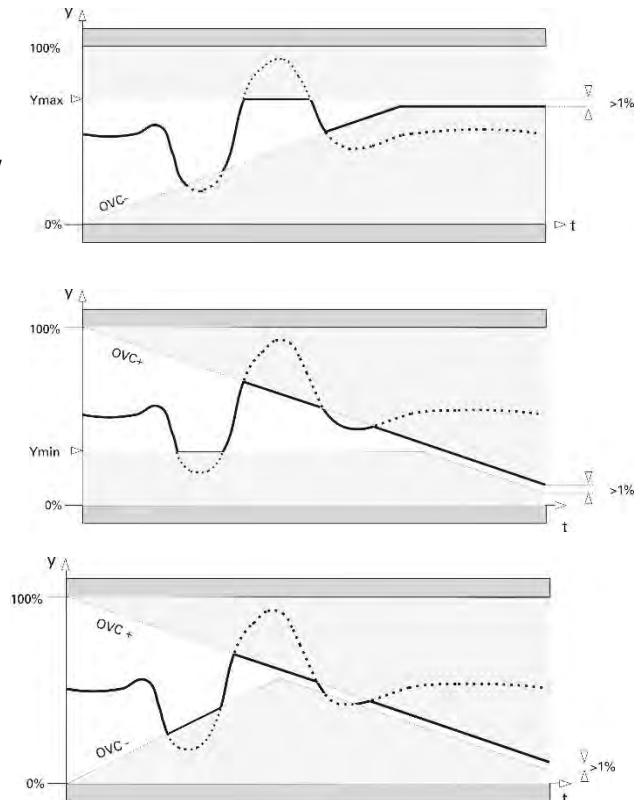 y
100%
Ymax
>1%
OVC-
0%
t
y
100%
OVC+
Ymin
0%
>1%
t
y
100%
OVC +
OVC -
0%
>1%
t